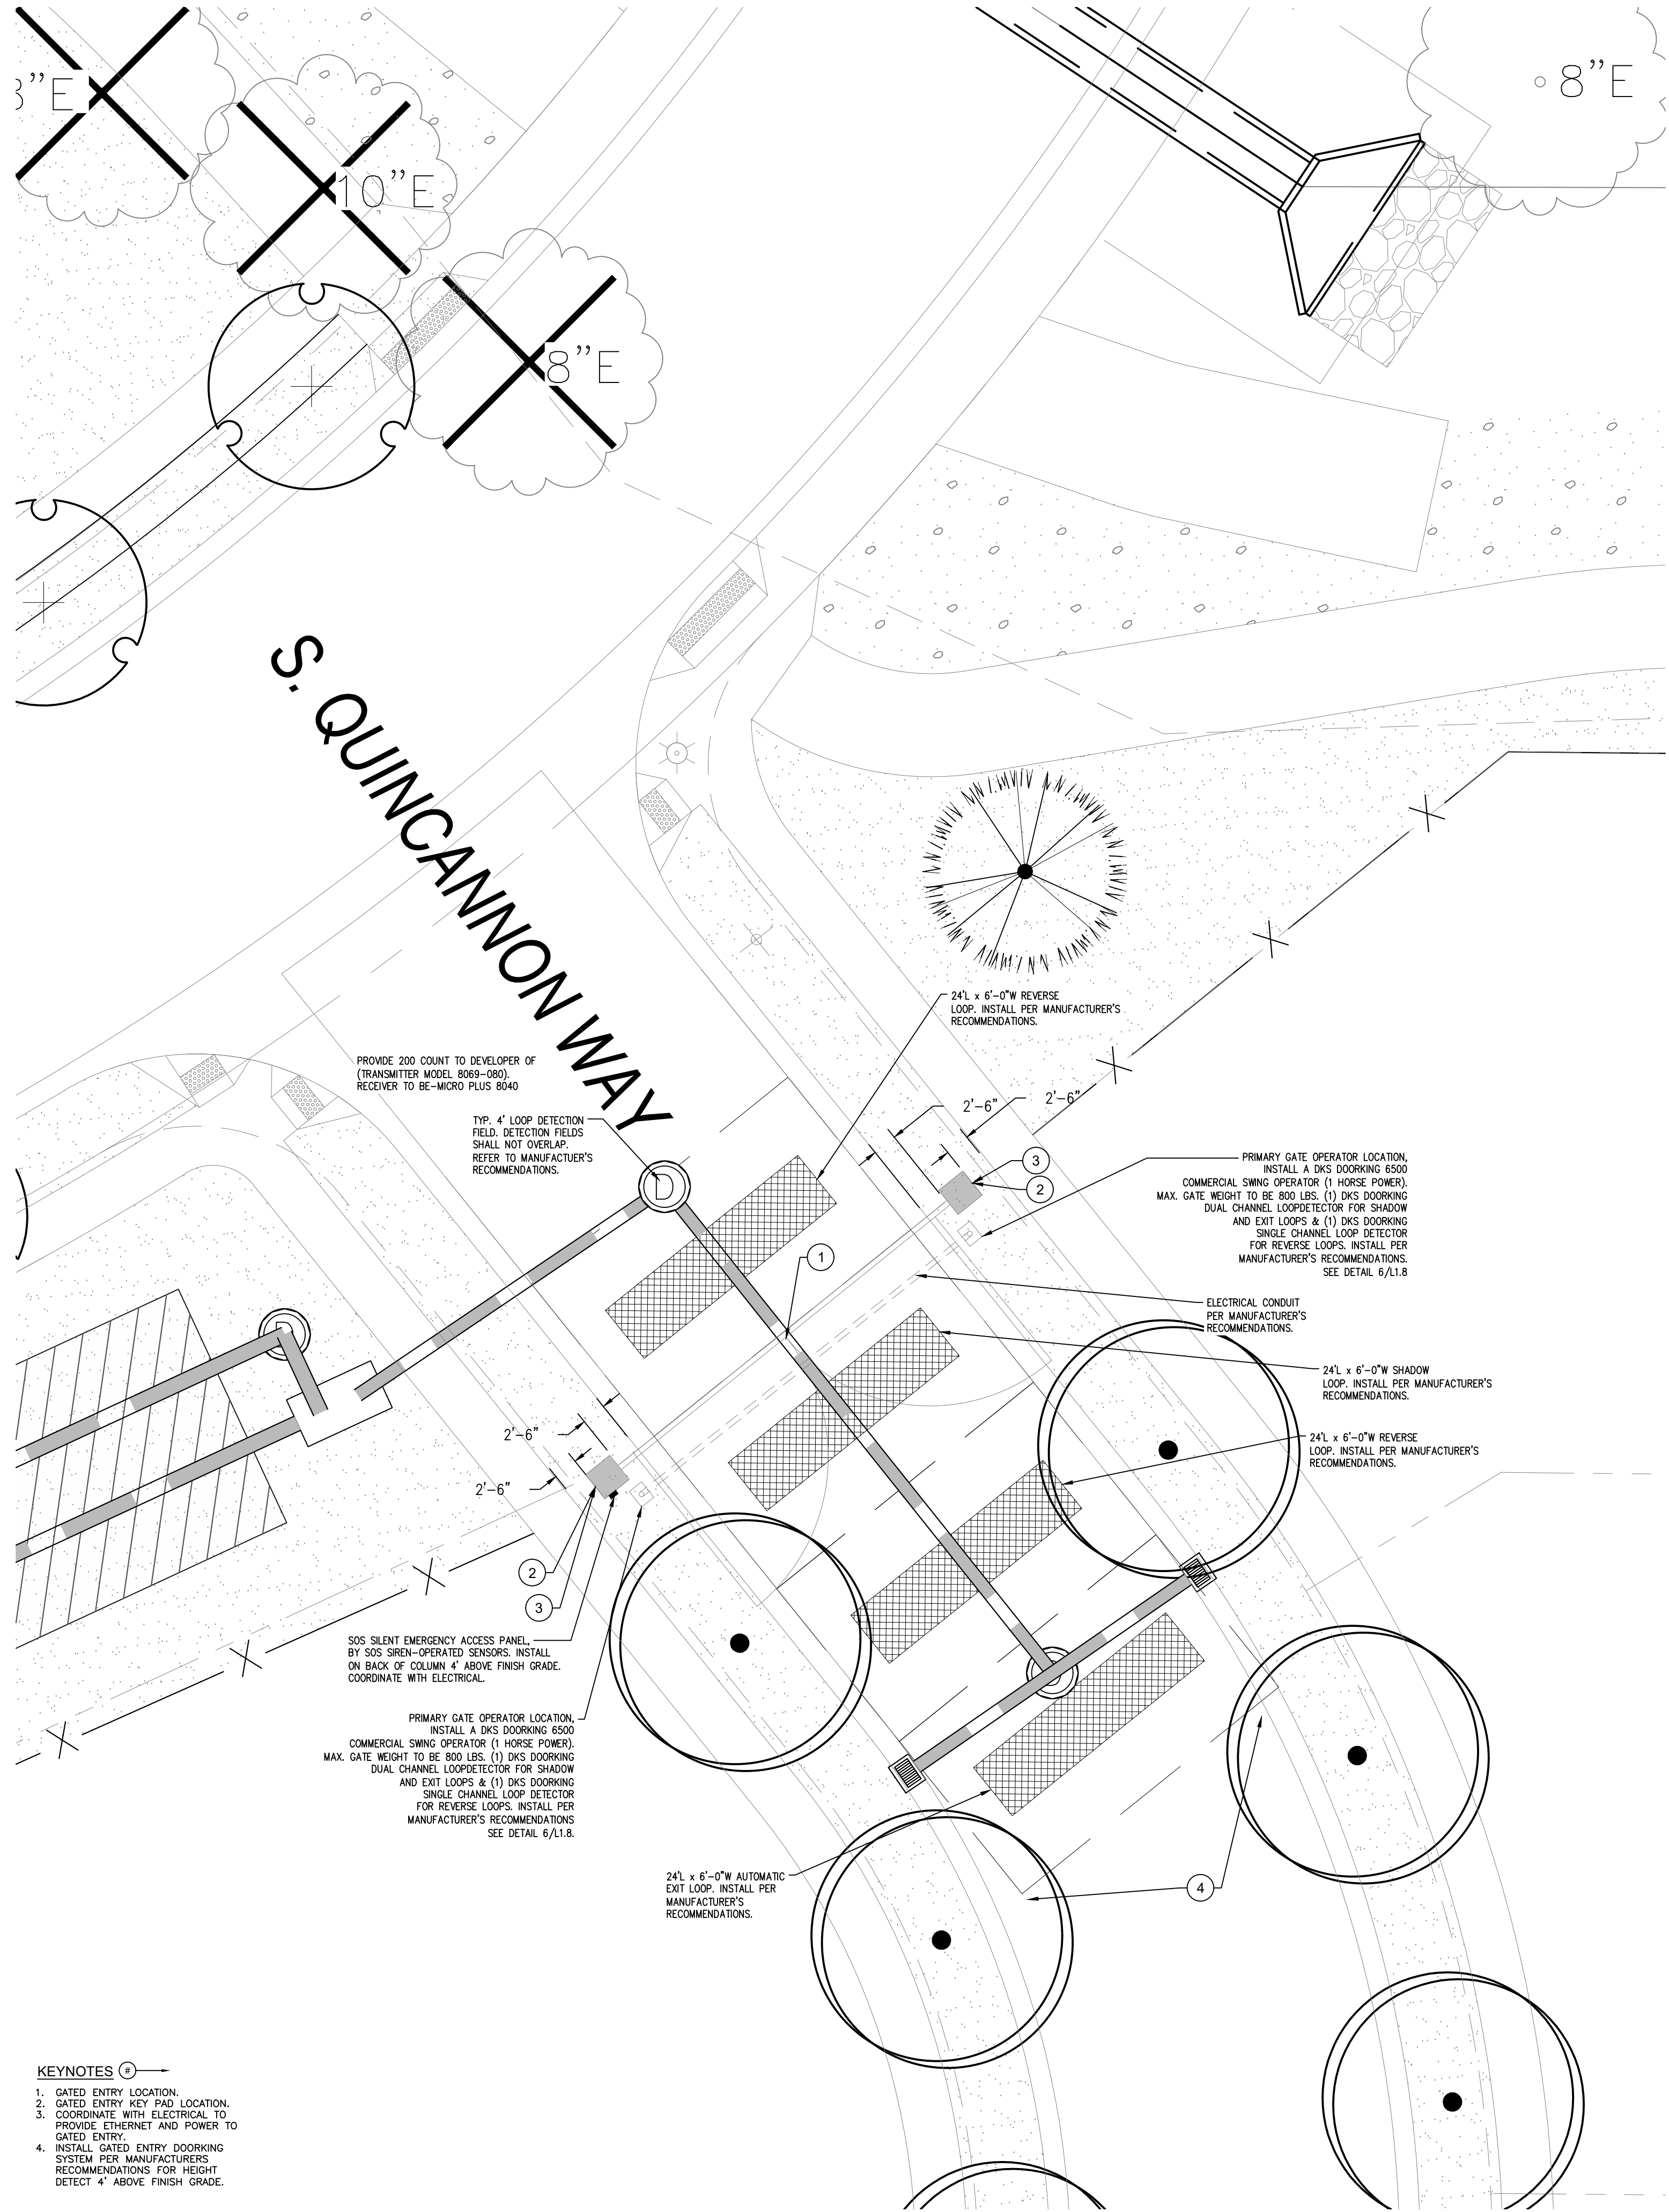 8"E
10"E
8"E
8"E
S. QUINCANNON WAY
24'L x 6'-0"W REVERSE
LOOP. INSTALL PER MANUFACTURER'S
RECOMMENDATIONS.
PROVIDE 200 COUNT TO DEVELOPER OF
(TRANSMITTER MODEL 8069-080).
RECEIVER TO BE-MICRO PLUS 8040
TYP. 4' LOOP DETECTION
FIELD. DETECTION FIELDS
SHALL NOT OVERLAP.
REFER TO MANUFACTUER'S
RECOMMENDATIONS.
D
2'-6"
2'-6"
3
2
PRIMARY GATE OPERATOR LOCATION,
INSTALL A DKS DOORKING 6500
COMMERCIAL SWING OPERATOR (1 HORSE POWER).
MAX. GATE WEIGHT TO BE 800 LBS. (1) DKS DOORKING
DUAL CHANNEL LOOPDETECTOR FOR SHADOW
AND EXIT LOOPS & (1) DKS DOORKING
SINGLE CHANNEL LOOP DETECTOR
FOR REVERSE LOOPS. INSTALL PER
MANUFACTURER'S RECOMMENDATIONS.
SEE DETAIL 6/L1.8
P
1
ELECTRICAL CONDUIT
PER MANUFACTURER'S
RECOMMENDATIONS.
D
24'L x 6'-0"W SHADOW
LOOP. INSTALL PER MANUFACTURER'S
RECOMMENDATIONS.
24'L x 6'-0"W REVERSE
LOOP. INSTALL PER MANUFACTURER'S
RECOMMENDATIONS.
2'-6"
2'-6"
P
2
3
SOS SILENT EMERGENCY ACCESS PANEL,
BY SOS SIREN-OPERATED SENSORS. INSTALL
ON BACK OF COLUMN 4' ABOVE FINISH GRADE.
COORDINATE WITH ELECTRICAL.
D
PRIMARY GATE OPERATOR LOCATION,
INSTALL A DKS DOORKING 6500
COMMERCIAL SWING OPERATOR (1 HORSE POWER).
MAX. GATE WEIGHT TO BE 800 LBS. (1) DKS DOORKING
DUAL CHANNEL LOOPDETECTOR FOR SHADOW
AND EXIT LOOPS & (1) DKS DOORKING
SINGLE CHANNEL LOOP DETECTOR
FOR REVERSE LOOPS. INSTALL PER
MANUFACTURER'S RECOMMENDATIONS
SEE DETAIL 6/L1.8.
24'L x 6'-0"W AUTOMATIC
EXIT LOOP. INSTALL PER
MANUFACTURER'S
RECOMMENDATIONS.
4
KEYNOTES #
1. GATED ENTRY LOCATION.
2. GATED ENTRY KEY PAD LOCATION.
3. COORDINATE WITH ELECTRICAL TO
PROVIDE ETHERNET AND POWER TO
GATED ENTRY.
4. INSTALL GATED ENTRY DOORKING
SYSTEM PER MANUFACTURERS
RECOMMENDATIONS FOR HEIGHT
DETECT 4' ABOVE FINISH GRADE.